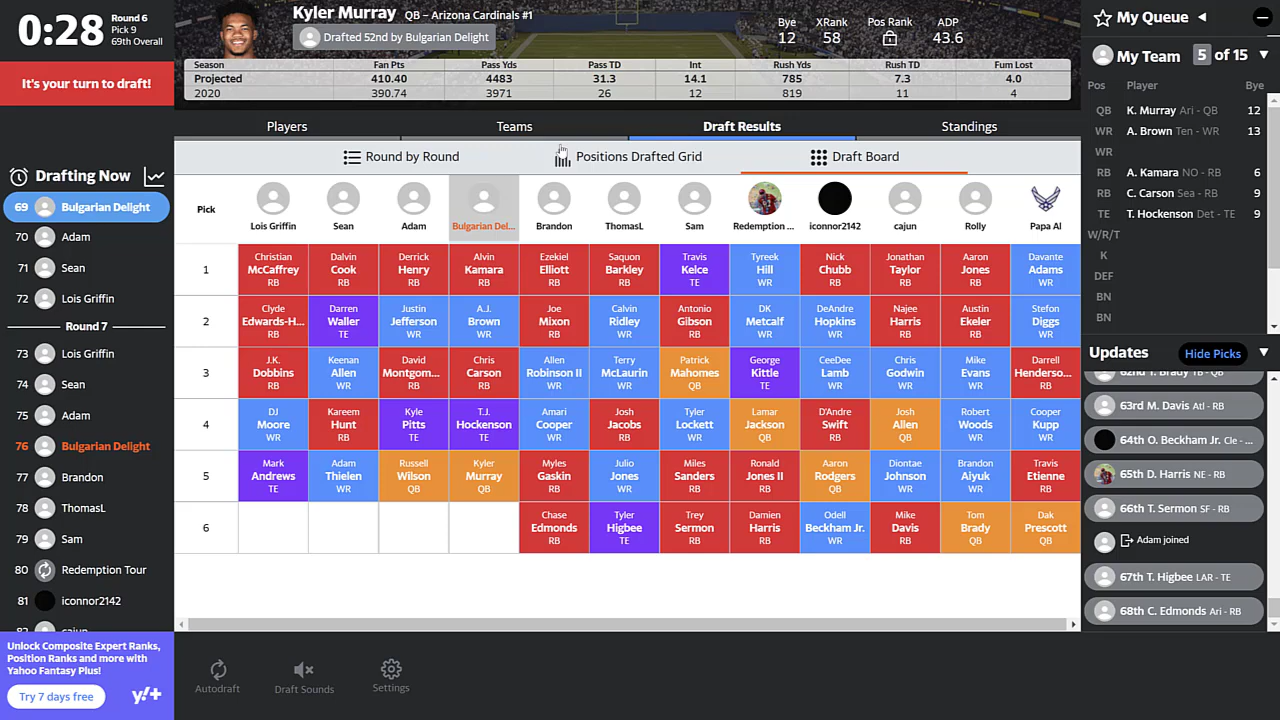 0:28
Round 6
Pick 9
69th Overall
It's your turn to draft!
Kyler Murray QB – Arizona Cardinals #1
Drafted 52nd by Bulgarian Delight
Bye XRank Pos Rank ADP
12 58 43.6
Season Fan Pts Pass Yds Pass TD Int Rush Yds Rush TD Fum Lost
Projected 410.40 4483 31.3 14.1 785 7.3 4.0
2020 390.74 3971 26 12 819 11 4
Players Teams Draft Results Standings
Round by Round Positions Drafted Grid Draft Board
Drafting Now
69 Bulgarian Delight
70 Adam
71 Sean
72 Lois Griffin
Round 7
73 Lois Griffin
74 Sean
75 Adam
76 Bulgarian Delight
77 Brandon
78 ThomasL
79 Sam
80 Redemption Tour
81 iconnor2142
82 cajun
Unlock Composite Expert Ranks,
Position Ranks and more with
Yahoo Fantasy Plus!
Try 7 days free y!+
Pick Lois Griffin Sean Adam Bulgarian Del... Brandon ThomasL Sam Redemption ... iconnor2142 cajun Rolly Papa Al
Christian Dalvin Derrick Alvin Ezekiel Saquon Travis Tyreek Nick Jonathan Aaron Davante
1 McCaffrey Cook Henry Kamara Elliott Barkley Kelce Hill Chubb Taylor Jones Adams
RB RB RB RB RB RB TE WR RB RB RB WR
Clyde Darren Justin A.J. Joe Calvin Antonio DK DeAndre Najee Austin Stefon
2 Edwards-H... Waller Jefferson Brown Mixon Ridley Gibson Metcalf Hopkins Harris Ekeler Diggs
RB TE WR WR RB WR RB WR WR RB RB WR
J.K. Keenan David Chris Allen Terry Patrick George CeeDee Chris Mike Darrell
3 Dobbins Allen Montgom... Carson Robinson II McLaurin Mahomes Kittle Lamb Godwin Evans Henderso...
RB WR RB RB WR WR QB TE WR WR WR RB
DJ Kareem Kyle T.J. Amari Josh Tyler Lamar D'Andre Josh Robert Cooper
4 Moore Hunt Pitts Hockenson Cooper Jacobs Lockett Jackson Swift Allen Woods Kupp
WR RB TE TE WR RB WR QB RB QB WR WR
Mark Adam Russell Kyler Myles Julio Miles Ronald Aaron Diontae Brandon Travis
5 Andrews Thielen Wilson Murray Gaskin Jones Sanders Jones II Rodgers Johnson Aiyuk Etienne
TE WR QB QB RB WR RB RB QB WR WR RB
Chase Tyler Trey Damien Odell Mike Tom Dak
6 Edmonds Higbee Sermon Harris Beckham Jr. Davis Brady Prescott
RB TE RB RB WR RB QB QB
Autodraft Draft Sounds Settings
My Queue
My Team 5 of 15
Pos Player Bye
QB K. Murray Ari - QB 12
WR A. Brown Ten - WR 13
WR
RB A. Kamara NO - RB 6
RB C. Carson Sea - RB 9
TE T. Hockenson Det - TE 9
W/R/T
K
DEF
BN
BN
Updates Hide Picks
62nd T. Brady TB - QB
63rd M. Davis Atl - RB
64th O. Beckham Jr. Cle - ...
65th D. Harris NE - RB
66th T. Sermon SF - RB
Adam joined
67th T. Higbee LAR - TE
68th C. Edmonds Ari - RB